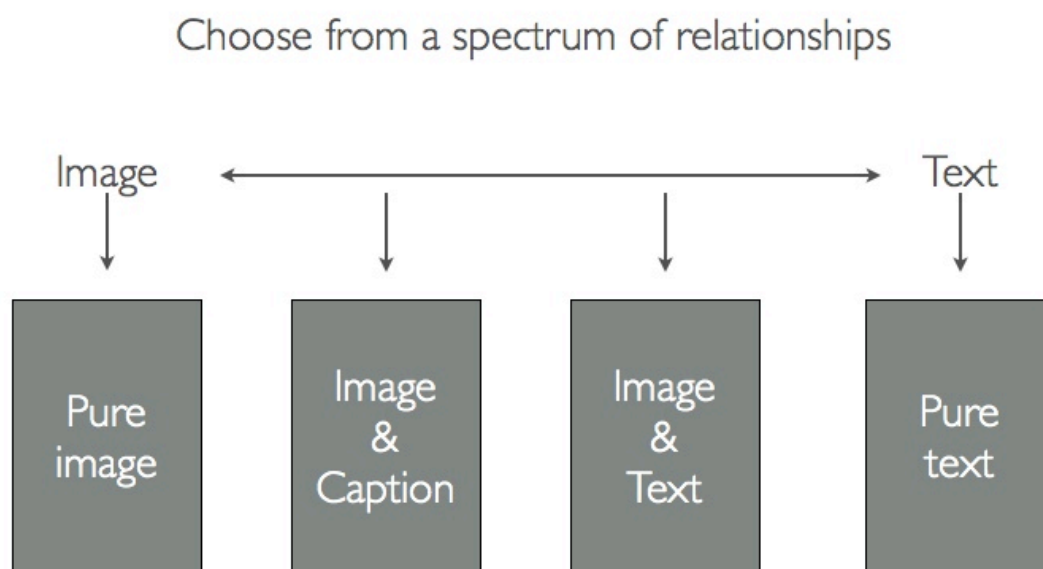 Choose from a spectrum of relationships
Image
Text
Pure
image
Image
&
Caption
Image
&
Text
Pure
text